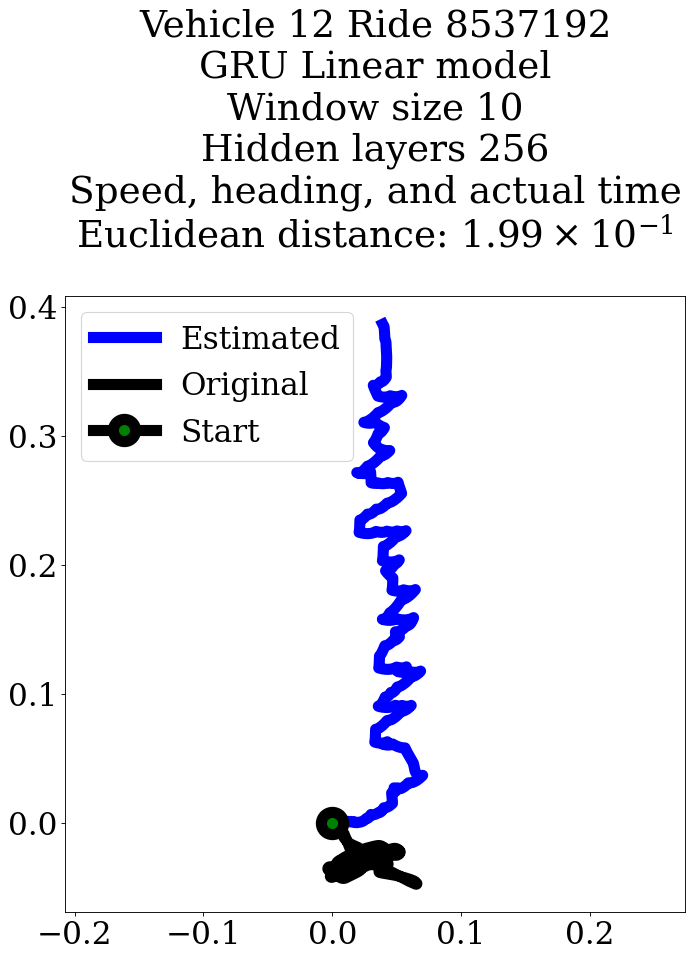 Vehicle 12 Ride 8537192
GRU Linear model
Window size 10
Hidden layers 256
Speed, heading, and actual time
Euclidean distance: 1.99 × 10⁻¹
0.4
Estimated
Original
Start
0.3
0.2
0.1
0.0
−0.2
−0.1
0.0
0.1
0.2